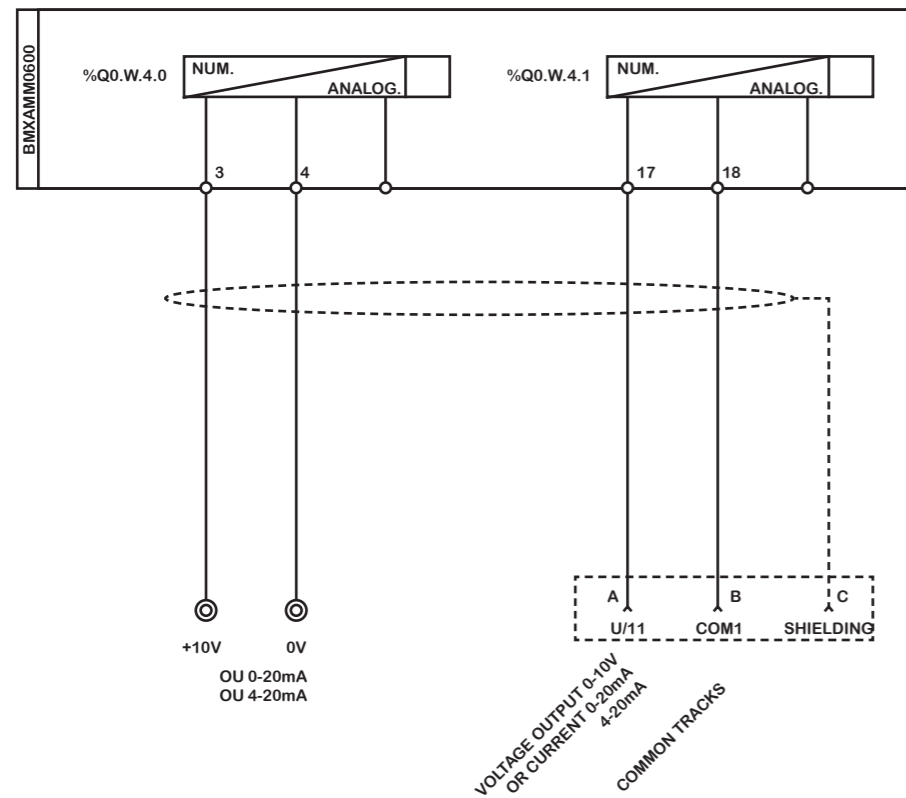 BMXAMM0600
%Q0.W.4.0
NUM.
ANALOG.
%Q0.W.4.1
NUM.
ANALOG.
3
4
17
18
A
B
C
U/11
COM1
SHIELDING
+10V
0V
OU 0-20mA
OU 4-20mA
VOLTAGE OUTPUT 0-10V
OR CURRENT 0-20mA
4-20mA
COMMON TRACKS